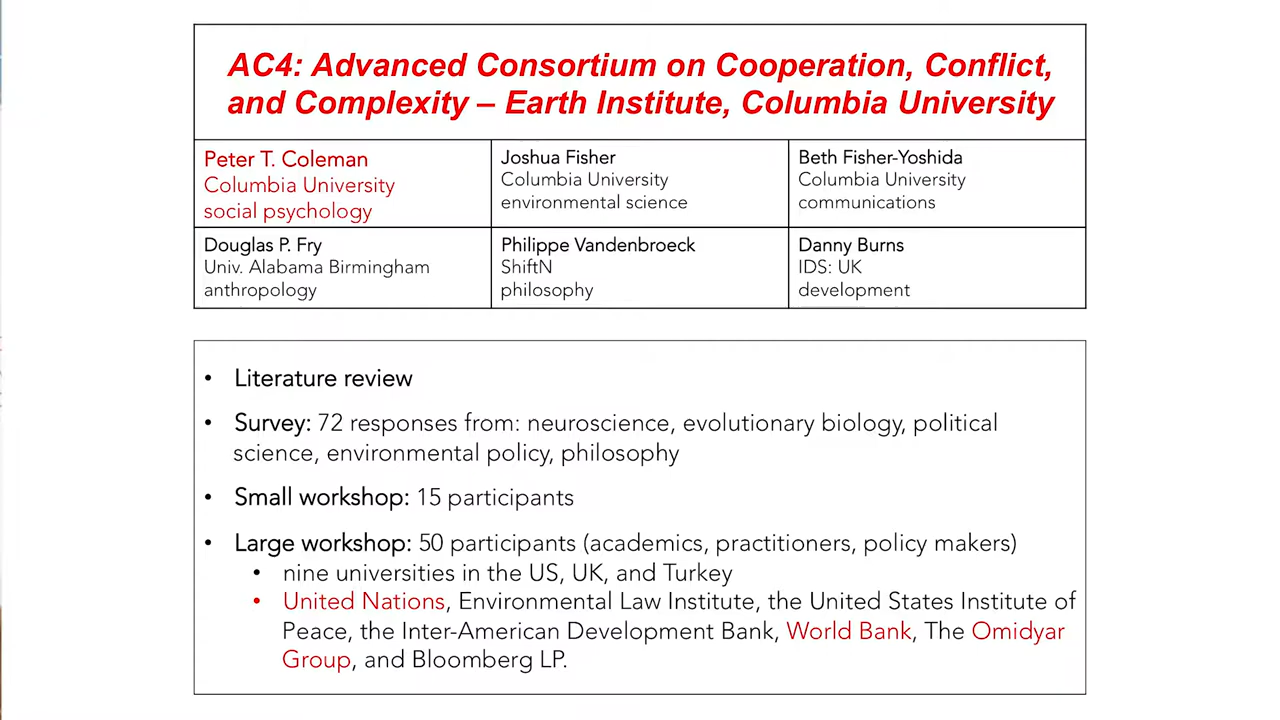 AC4: Advanced Consortium on Cooperation, Conflict,
and Complexity – Earth Institute, Columbia University
Peter T. Coleman
Columbia University
social psychology
Joshua Fisher
Columbia University
environmental science
Beth Fisher-Yoshida
Columbia University
communications
Douglas P. Fry
Univ. Alabama Birmingham
anthropology
Philippe Vandenbroeck
ShiftN
philosophy
Danny Burns
IDS: UK
development
• Literature review
• Survey: 72 responses from: neuroscience, evolutionary biology, political
science, environmental policy, philosophy
• Small workshop: 15 participants
• Large workshop: 50 participants (academics, practitioners, policy makers)
• nine universities in the US, UK, and Turkey
• United Nations, Environmental Law Institute, the United States Institute of
Peace, the Inter-American Development Bank, World Bank, The Omidyar
Group, and Bloomberg LP.